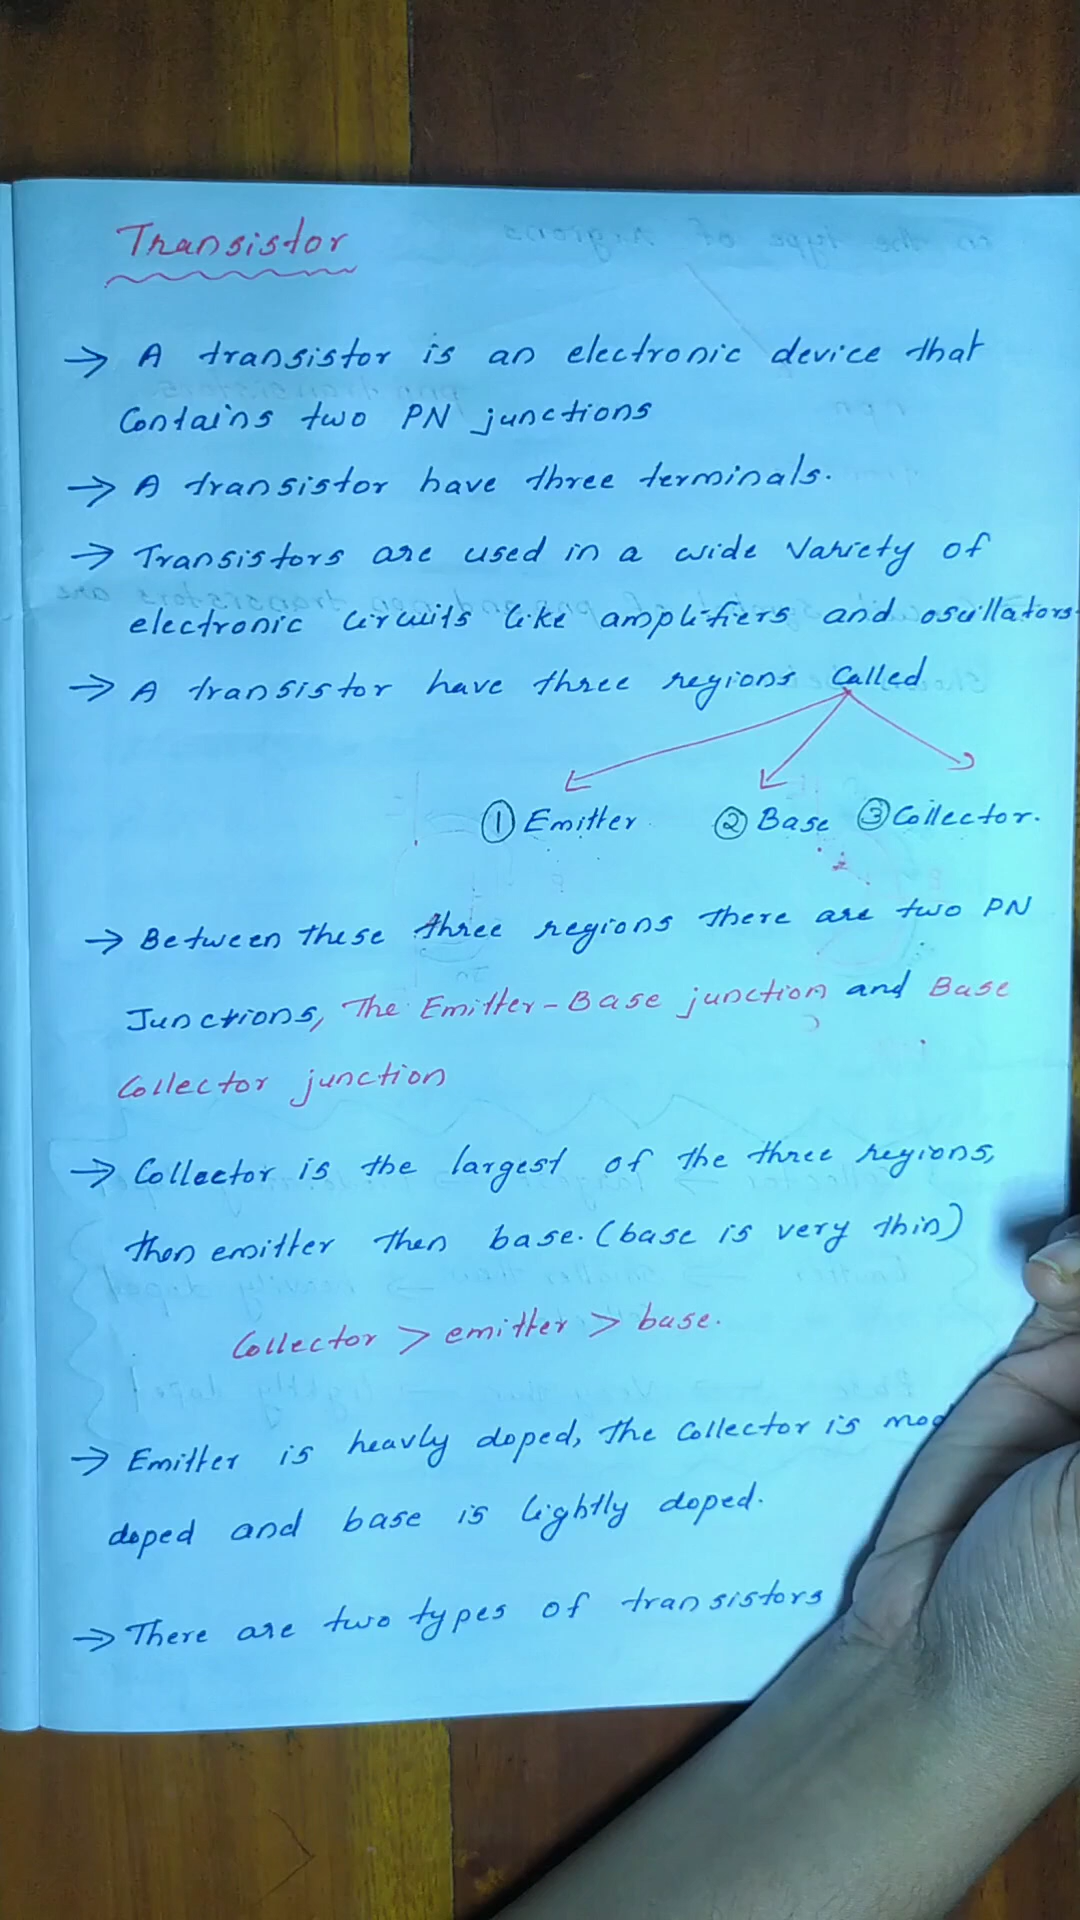 Transistor
→ A transistor is an electronic device that
Contains two PN junctions
→ A transistor have three terminals.
→ Transistors are used in a wide variety of
electronic circuits like amplifiers and oscillators.
→ A transistor have three regions Called
① Emitter ② Base ③ Collector.
→ Between these three regions there are two PN
Junctions, The Emitter-Base junction and Base
Collector junction
→ Collector is the largest of the three regions,
then emitter then base. (base is very thin)
Collector > emitter > base.
→ Emitter is heavly doped, the Collector is
doped and base is lightly doped.
→ There are two types of transistors